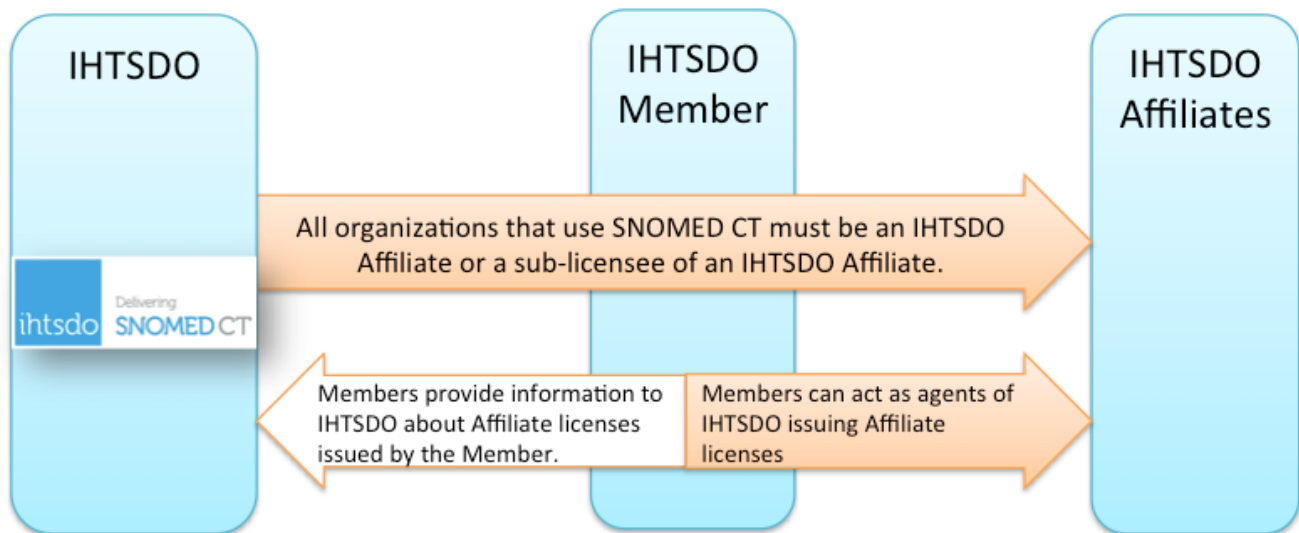 IHTSDO
IHTSDO
Member
IHTSDO
Affiliates
All organizations that use SNOMED CT must be an IHTSDO
Affiliate or a sub-licensee of an IHTSDO Affiliate.
ihtsdo
Delivering
SNOMED CT
Members provide information to
IHTSDO about Affiliate licenses
issued by the Member.
Members can act as agents of
IHTSDO issuing Affiliate
licenses